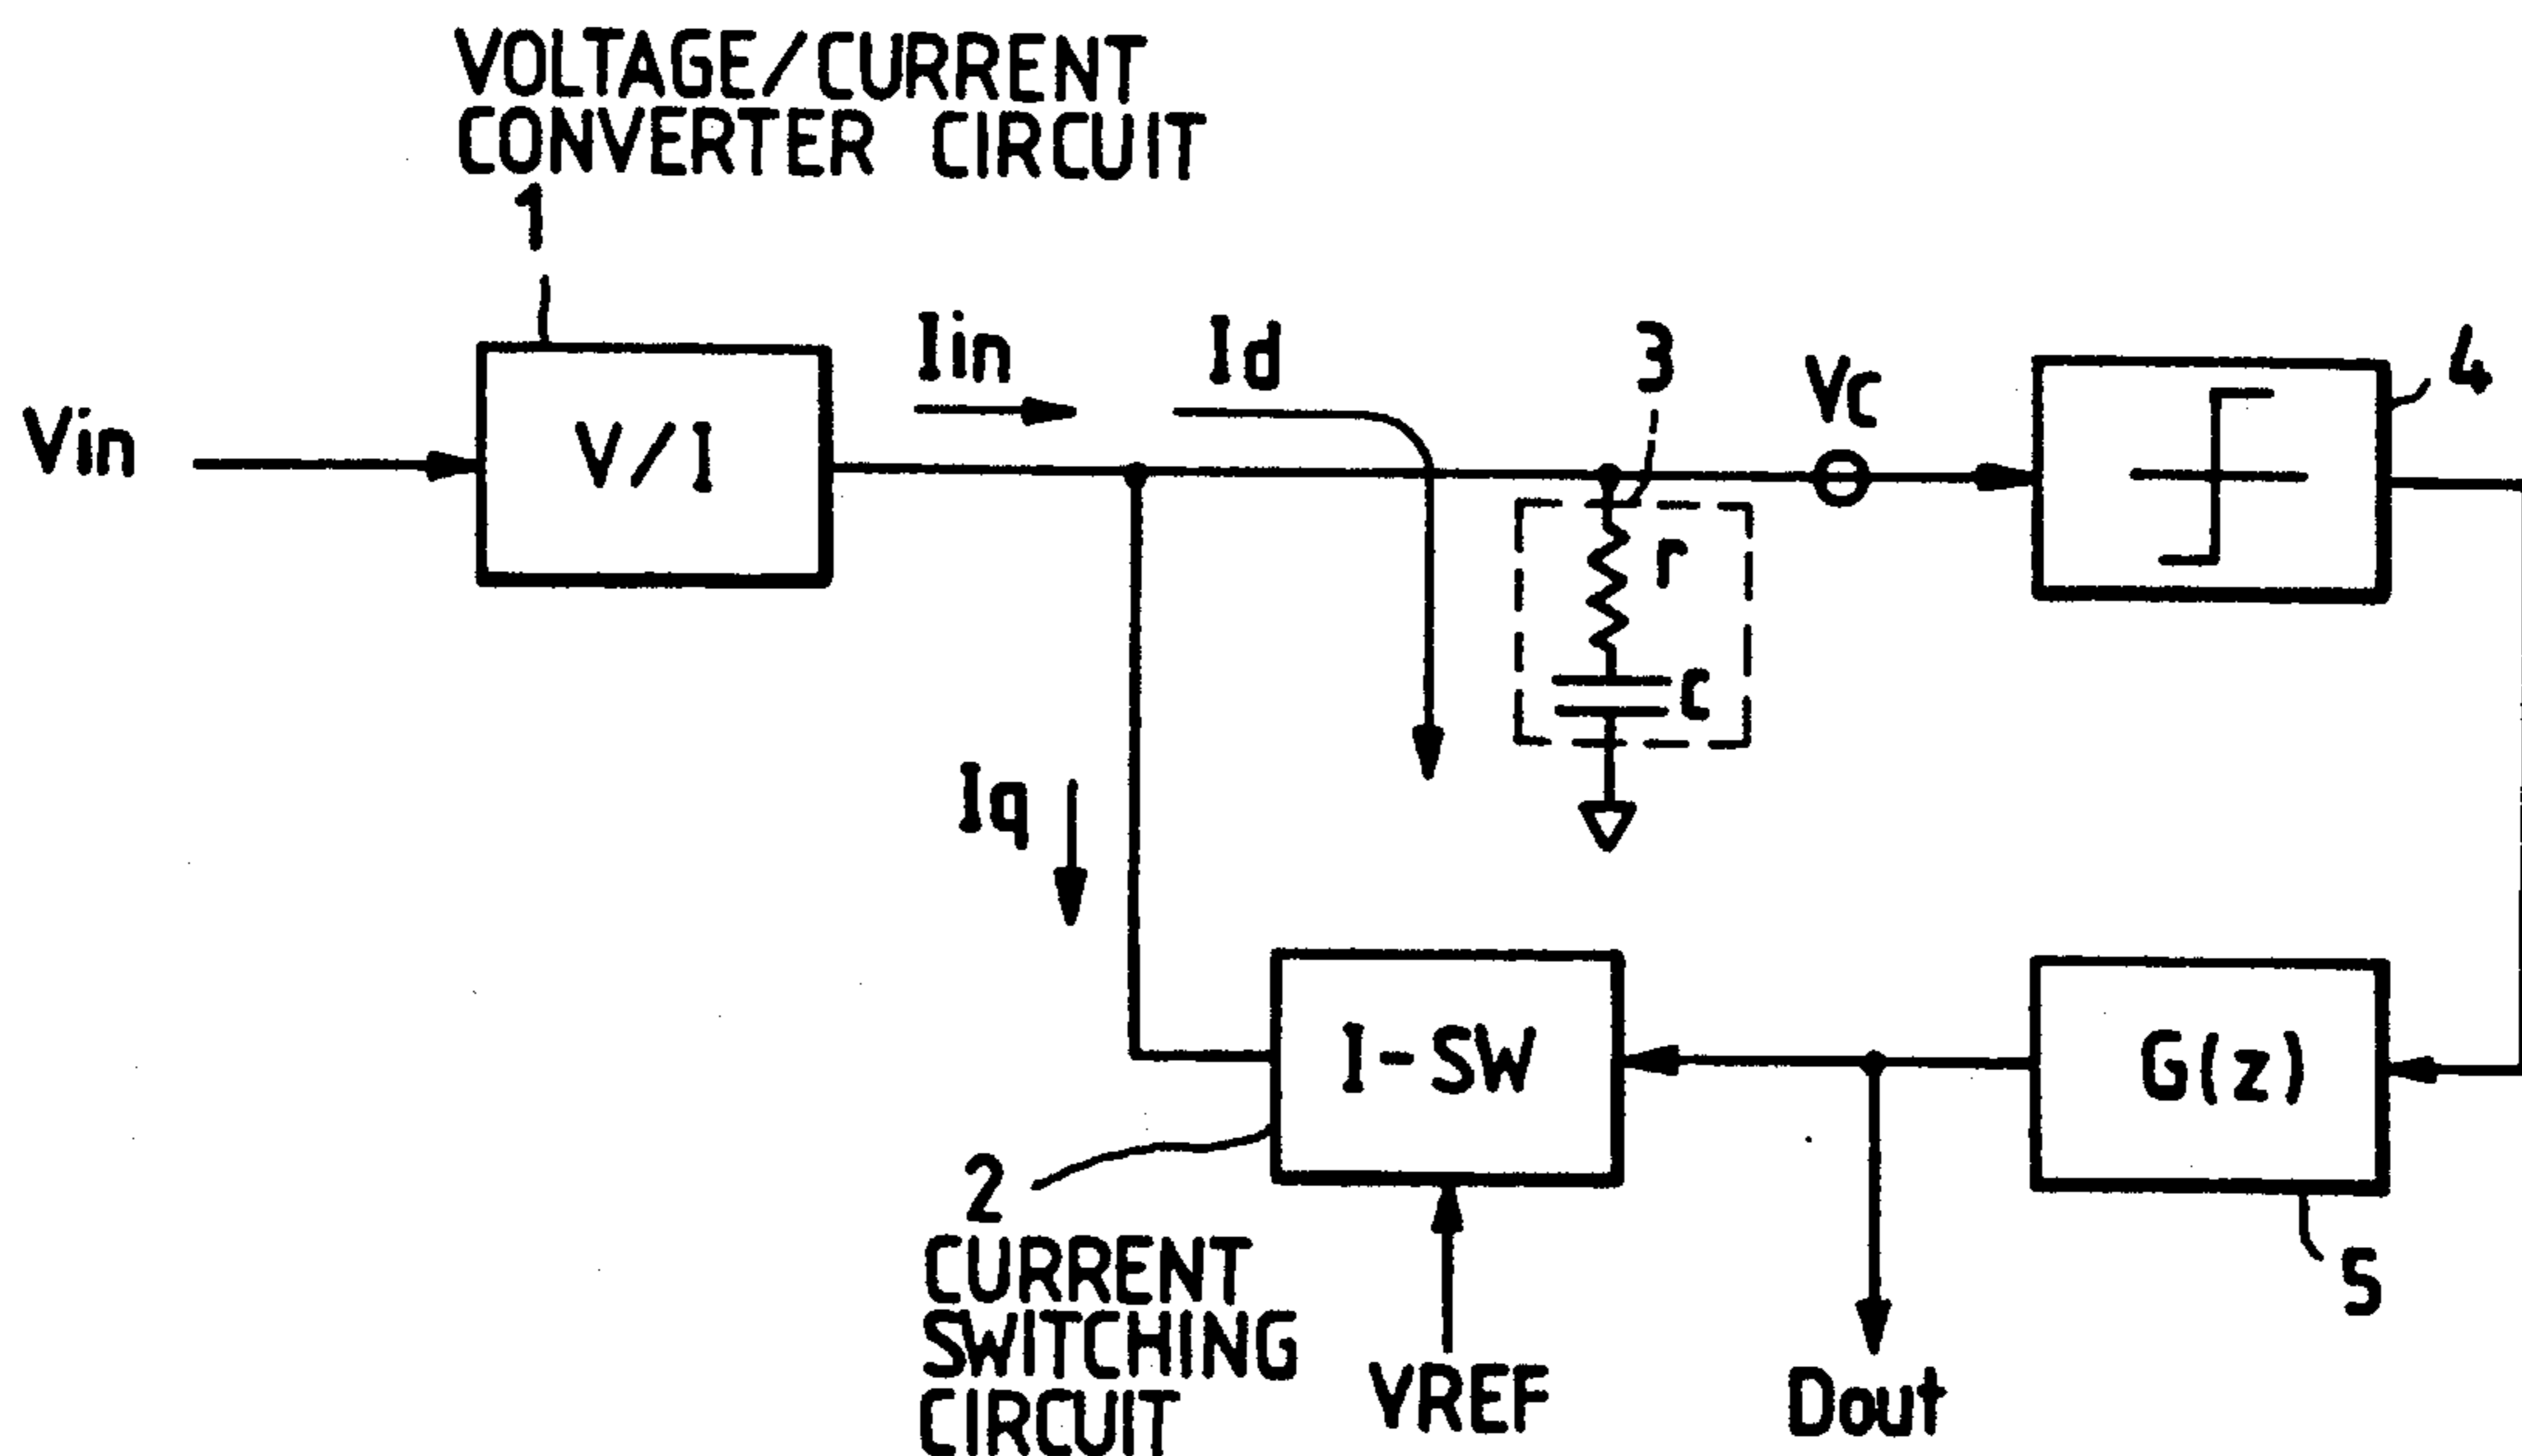 VOLTAGE/CURRENT
CONVERTER CIRCUIT
1
Iin
Id
3
Vc
4
Vin
V/I
r
c
Iq
I-SW
G(z)
2
CURRENT
SWITCHING
CIRCUIT
VREF
Dout
5